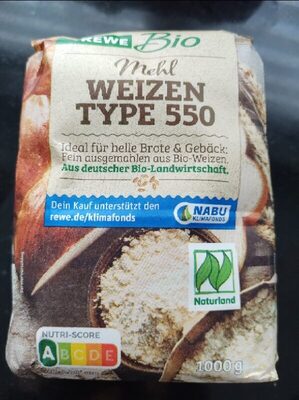 REWE Bio
Mehl
WEIZEN
TYPE 550
Ideal für helle Brote & Gebäck:
Fein ausgemahlen aus Bio-Weizen.
Aus deutscher Bio-Landwirtschaft.
Dein Kauf unterstützt den
rewe.de/klimafonds
NABU
KLIMAFONDS
Naturland
NUTRI-SCORE
A B C D E
1000 g